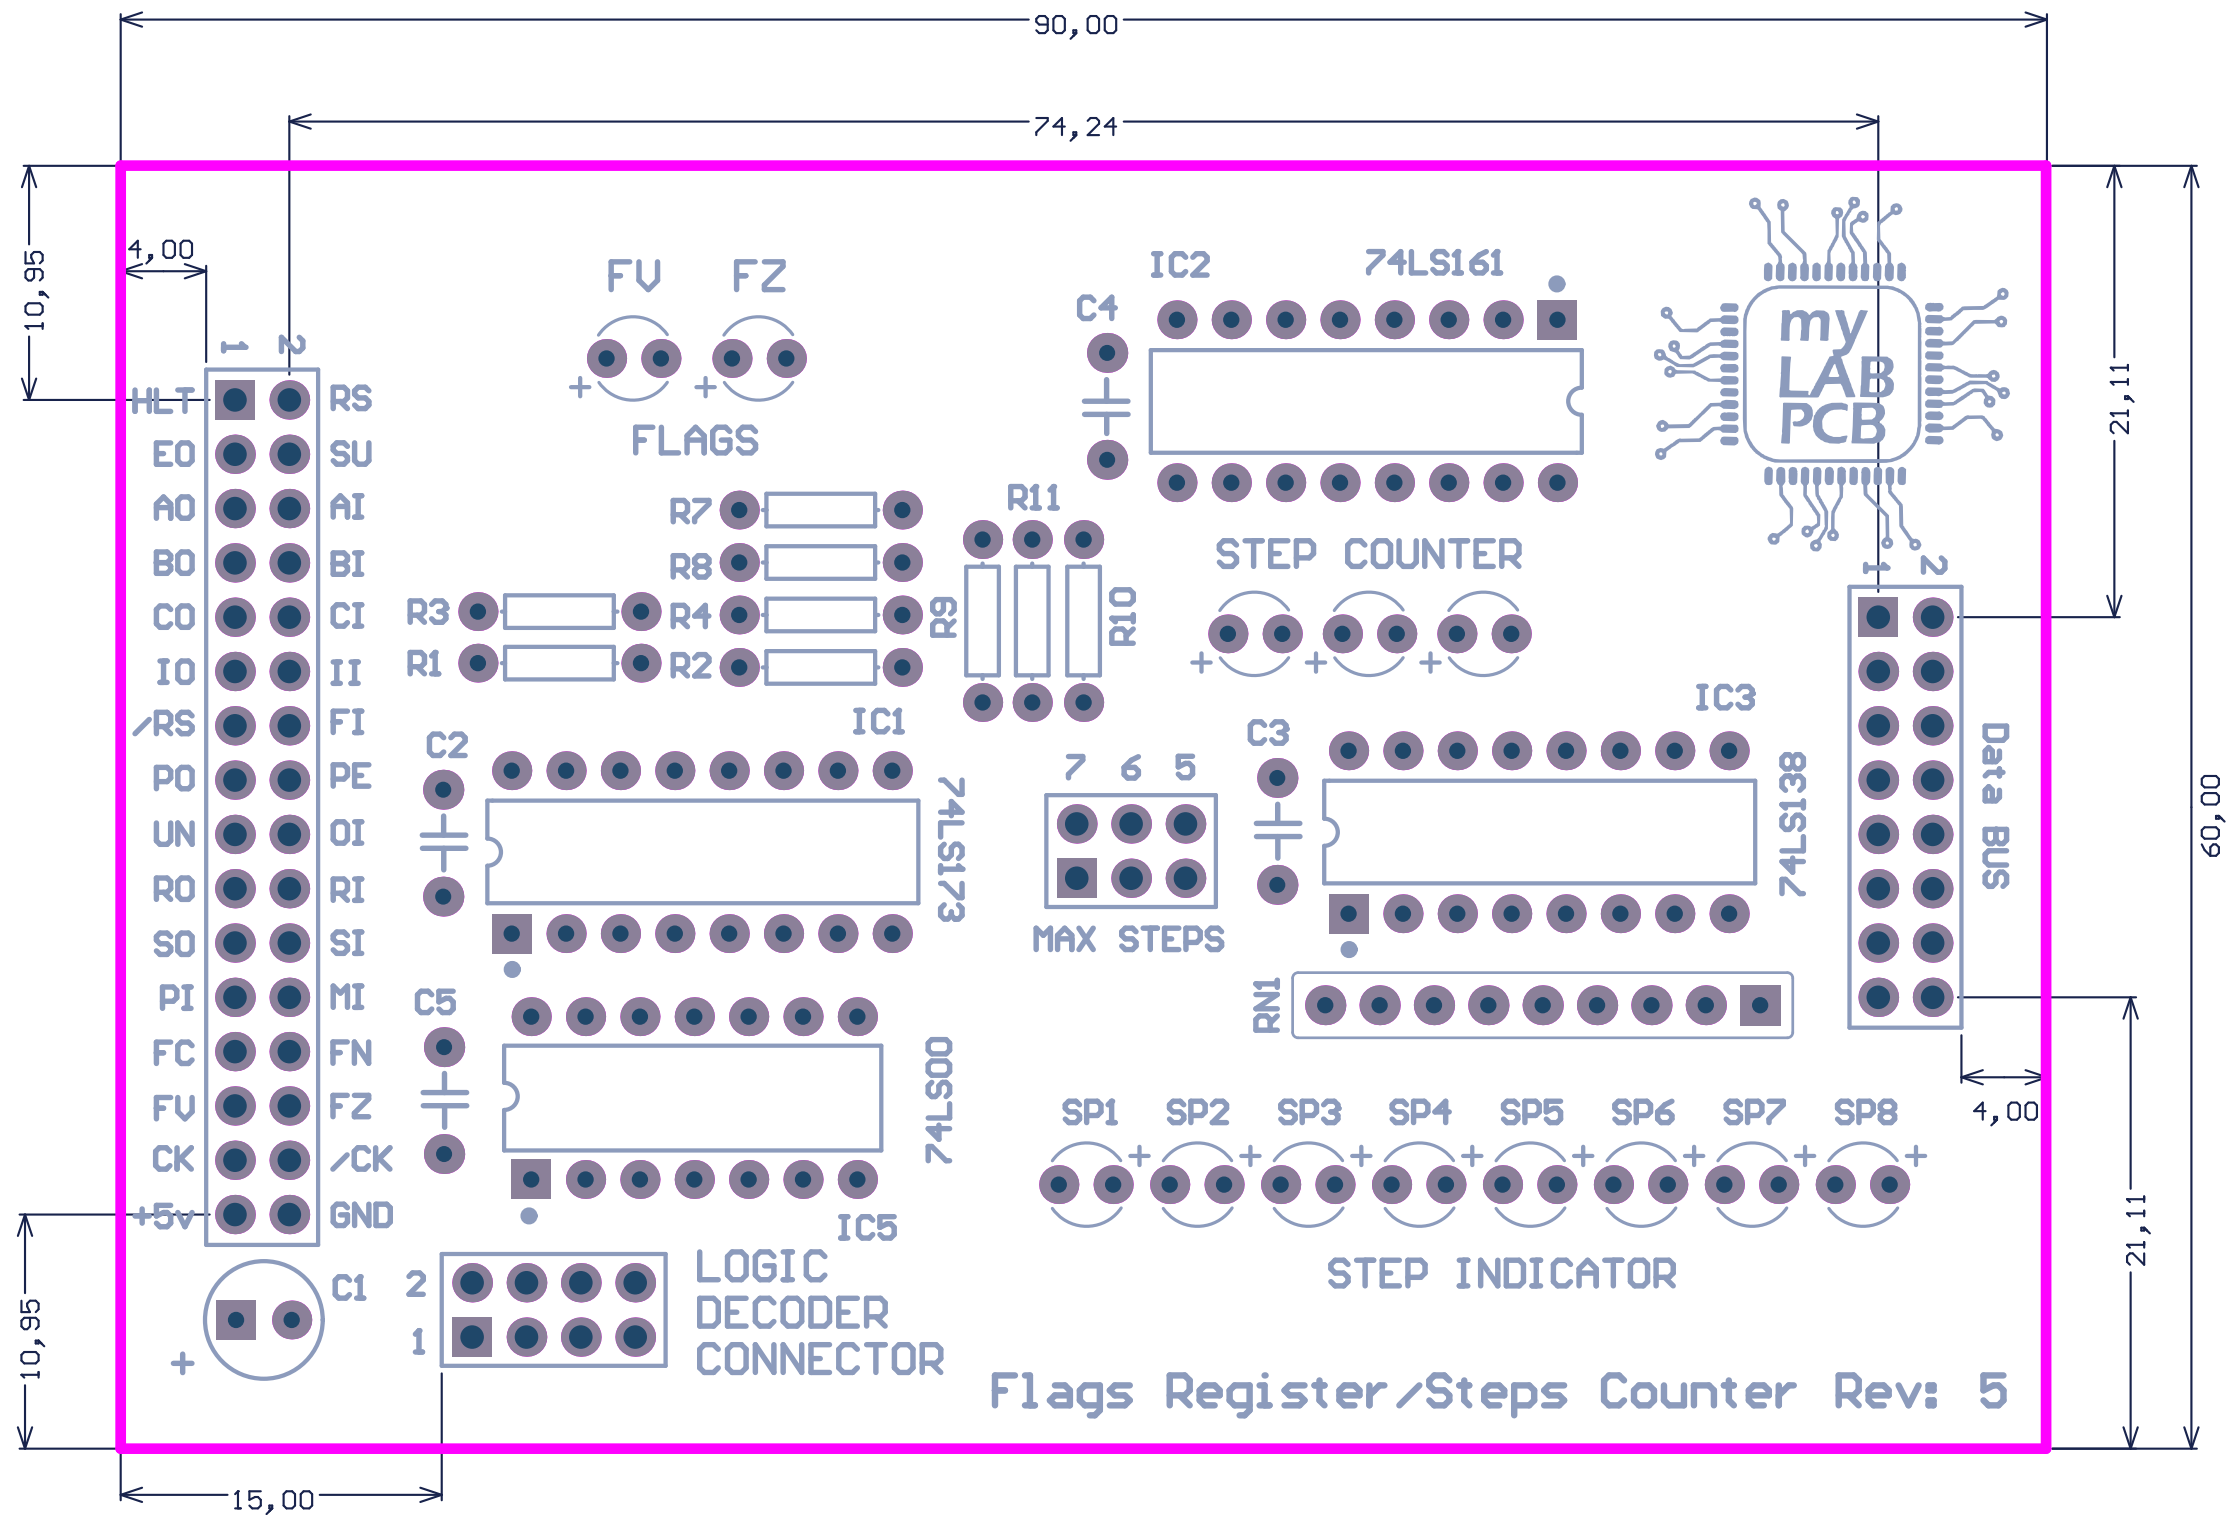 90,00
74,24
10,95
4,00
21,11
60,00
FV FZ
+ +
FLAGS
IC2 74LS161
C4
my
LAB
PCB
1 2
HLT RS
EO SU
AO AI
BO BI
CO CI
IO II
/RS FI
PO PE
UN OI
RO RI
SO SI
PI MI
FC FN
FV FZ
CK /CK
+5v GND
R7
R8
R4
R2
R3
R1
R11
R9
R10
STEP COUNTER
+ + +
1 2
Data BUS
IC1
C2
74LS173
7 6 5
MAX STEPS
IC3
C3
74LS138
RN1
C5
74LS00
IC5
SP1 SP2 SP3 SP4 SP5 SP6 SP7 SP8
+ + + + + + + +
STEP INDICATOR
4,00
21,11
C1
+
2
1
LOGIC
DECODER
CONNECTOR
10,95
15,00
Flags Register/Steps Counter Rev: 5